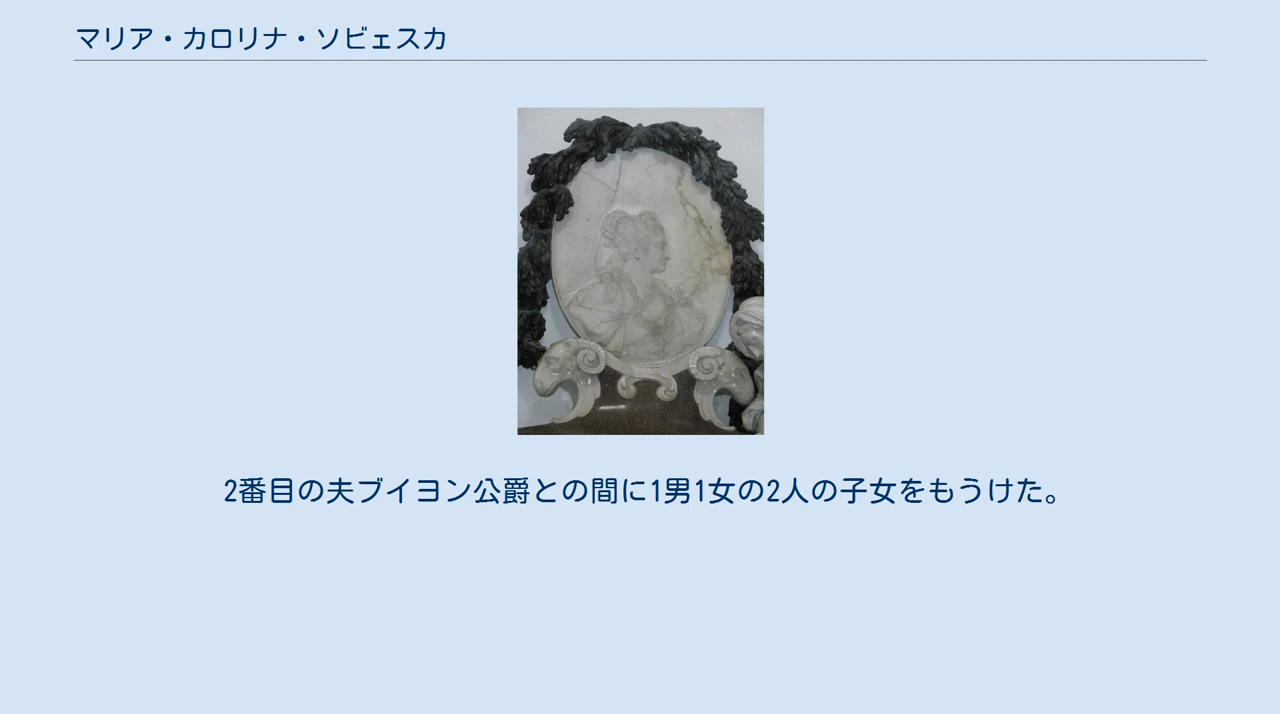 マリア・カロリナ・ソビェスカ
2番目の夫ブイヨン公爵との間に1男1女の2人の子女をもうけた。